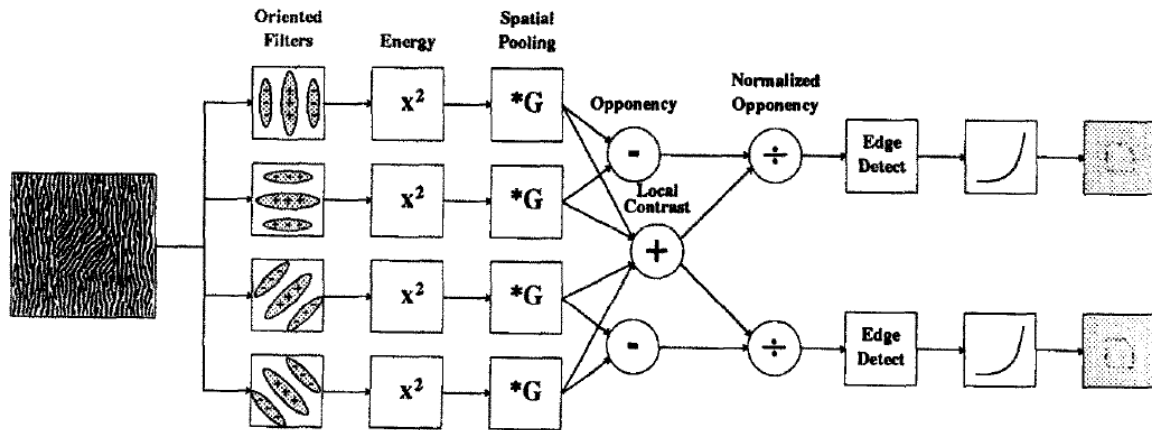 Oriented
Filters
Energy
Spatial
Pooling
Opponency
Normalized
Opponency
Local
Contrast
x²
*G
-
÷
Edge
Detect
x²
*G
+
x²
*G
-
÷
Edge
Detect
x²
*G